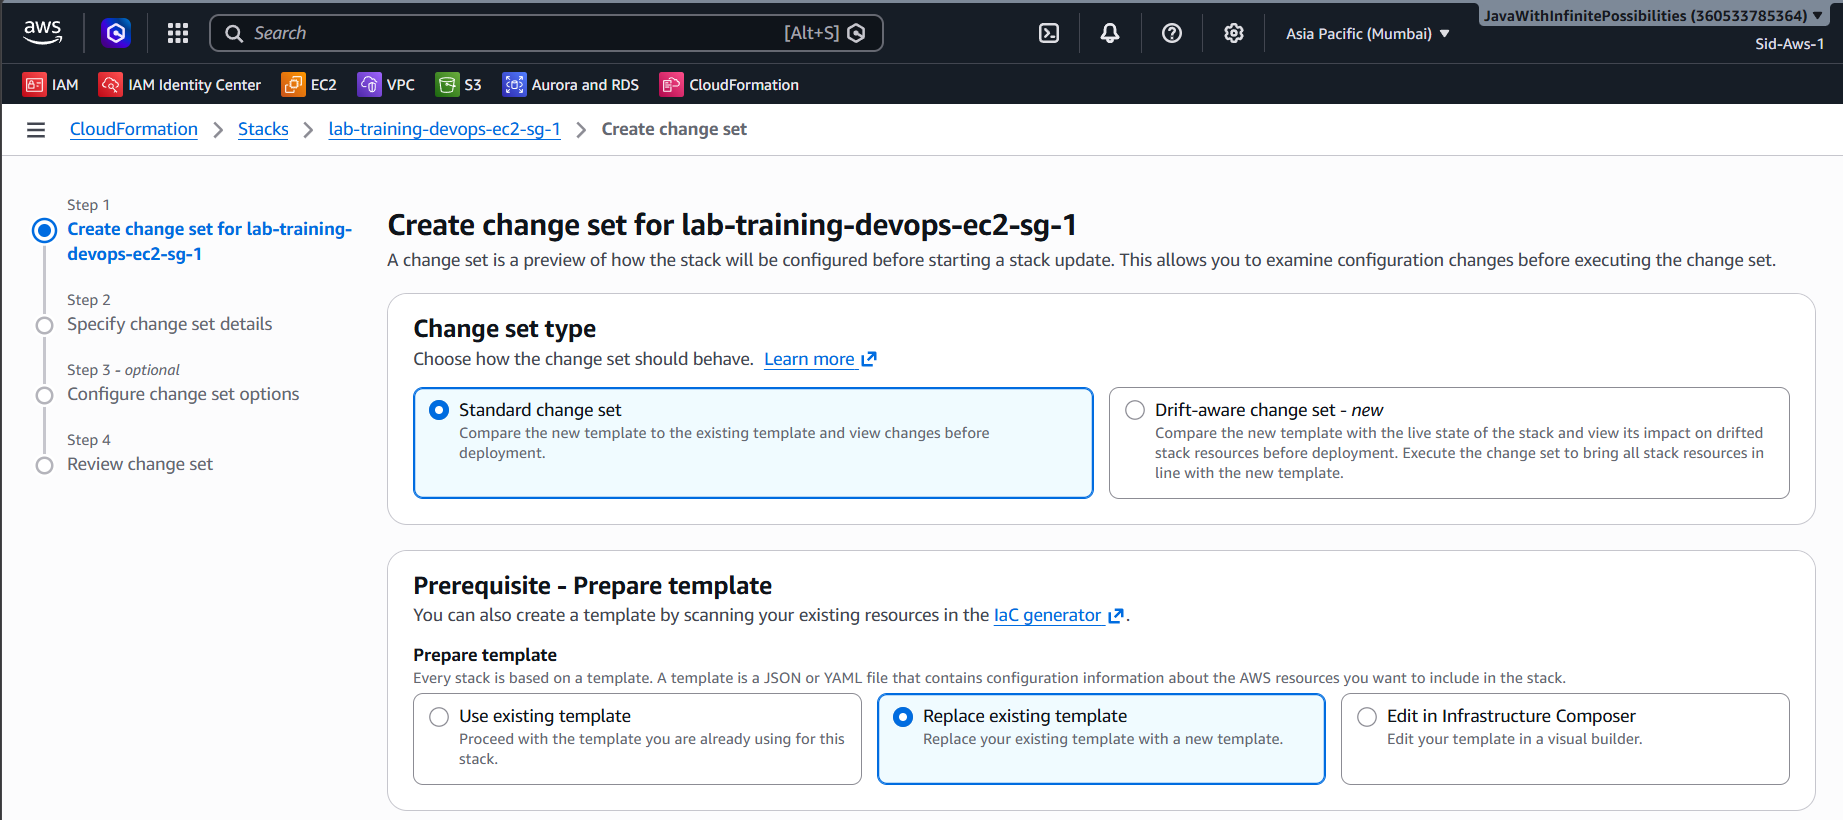 aws
Search
[Alt+S]
Asia Pacific (Mumbai)
JavaWithInfinitePossibilities (360533785364)
Sid-Aws-1
IAM
IAM Identity Center
EC2
VPC
S3
Aurora and RDS
CloudFormation
CloudFormation
Stacks
lab-training-devops-ec2-sg-1
Create change set
Step 1
Create change set for lab-training-
devops-ec2-sg-1
Step 2
Specify change set details
Step 3 - optional
Configure change set options
Step 4
Review change set
Create change set for lab-training-devops-ec2-sg-1
A change set is a preview of how the stack will be configured before starting a stack update. This allows you to examine configuration changes before executing the change set.
Change set type
Choose how the change set should behave. Learn more
Standard change set
Compare the new template to the existing template and view changes before
deployment.
Drift-aware change set - new
Compare the new template with the live state of the stack and view its impact on drifted
stack resources before deployment. Execute the change set to bring all stack resources in
line with the new template.
Prerequisite - Prepare template
You can also create a template by scanning your existing resources in the IaC generator.
Prepare template
Every stack is based on a template. A template is a JSON or YAML file that contains configuration information about the AWS resources you want to include in the stack.
Use existing template
Proceed with the template you are already using for this
stack.
Replace existing template
Replace your existing template with a new template.
Edit in Infrastructure Composer
Edit your template in a visual builder.